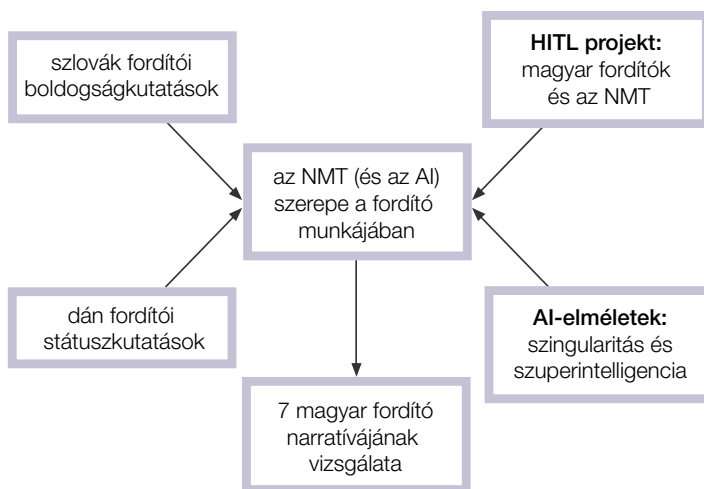 szlovák fordítói
boldogságkutatások
HITL projekt:
magyar fordítók
és az NMT
az NMT (és az AI)
szerepe a fordító
munkájában
dán fordítói
státuszkutatások
AI-elméletek:
szingularitás és
szuperintelligencia
7 magyar fordító
narratívájának
vizsgálata